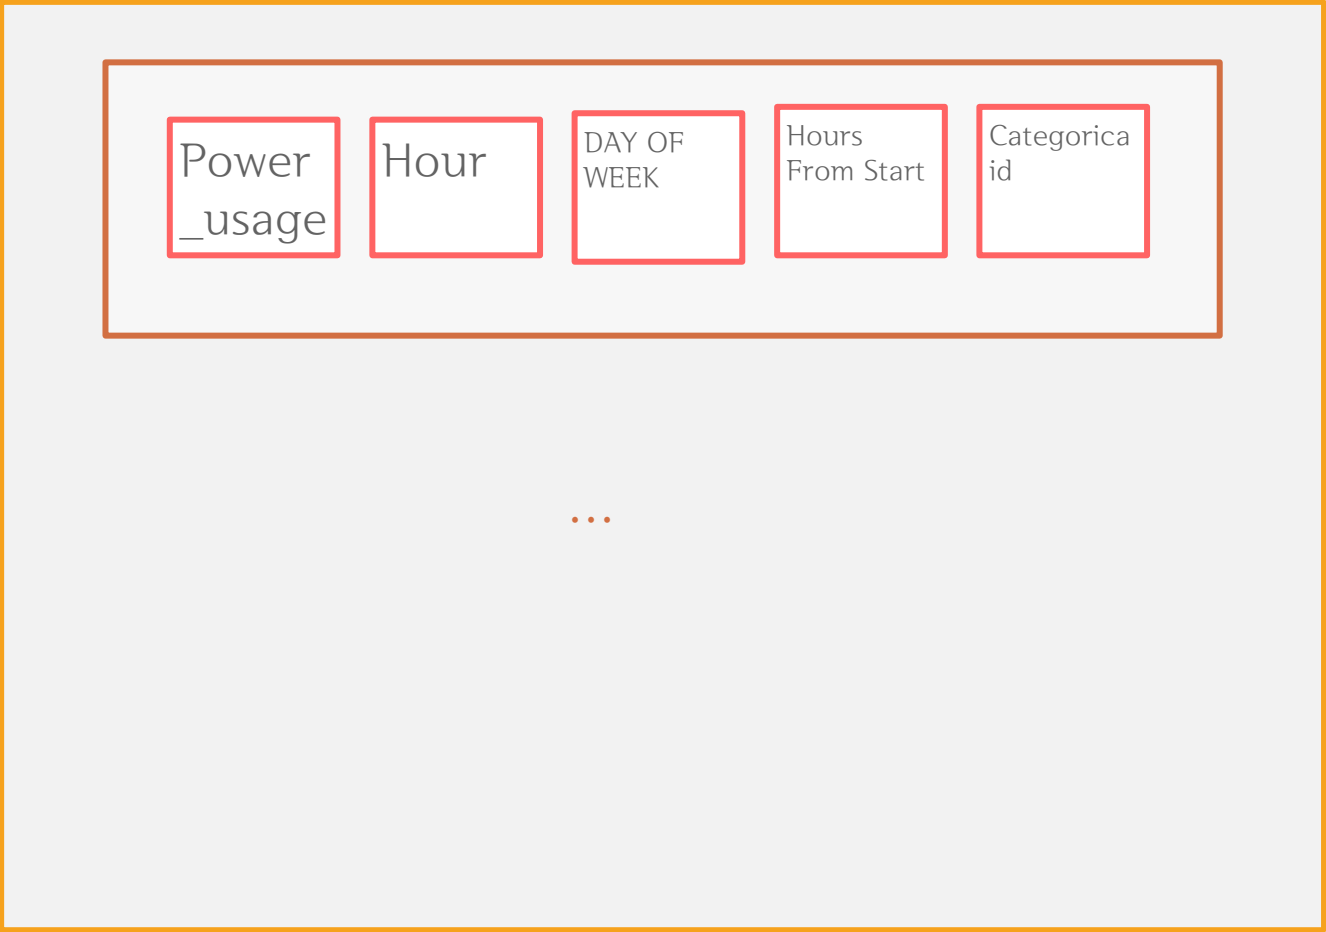 Power
_usage
Hour
DAY OF
WEEK
Hours
From Start
Categorica
id
...